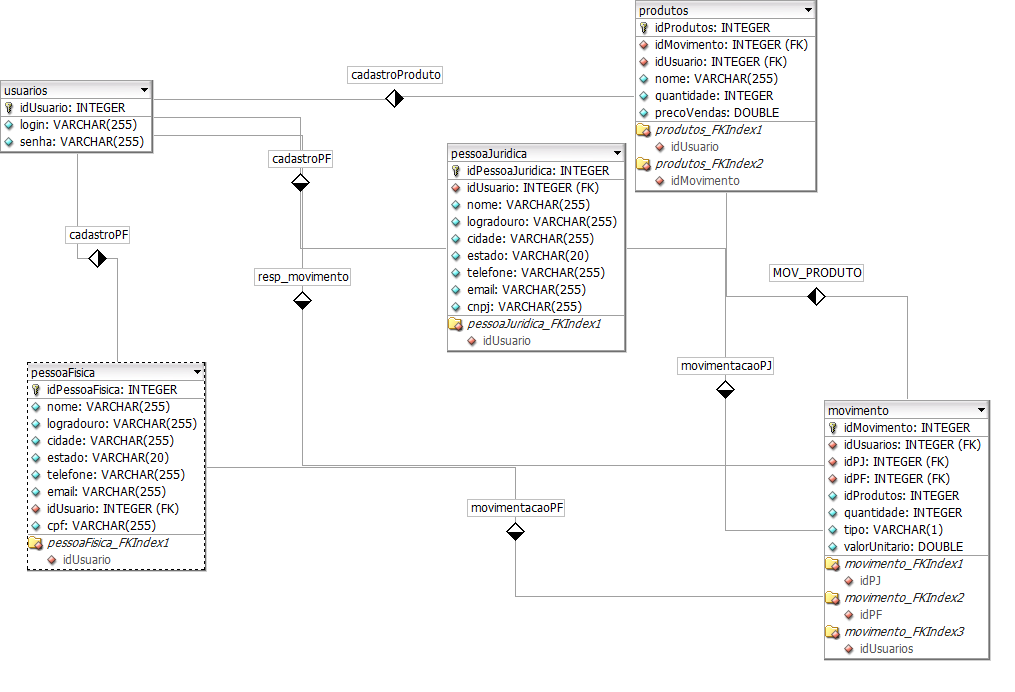 produtos
idProdutos: INTEGER
idMovimento: INTEGER (FK)
idUsuario: INTEGER (FK)
nome: VARCHAR(255)
quantidade: INTEGER
precoVendas: DOUBLE
produtos_FKIndex1
idUsuario
produtos_FKIndex2
idMovimento
cadastroProduto
usuarios
idUsuario: INTEGER
login: VARCHAR(255)
senha: VARCHAR(255)
cadastroPF
pessoaJuridica
idPessoaJuridica: INTEGER
idUsuario: INTEGER (FK)
nome: VARCHAR(255)
logradouro: VARCHAR(255)
cidade: VARCHAR(255)
estado: VARCHAR(20)
telefone: VARCHAR(255)
email: VARCHAR(255)
cnpj: VARCHAR(255)
pessoaJuridica_FKIndex1
idUsuario
cadastroPF
resp_movimento
MOV_PRODUTO
movimentacaoPJ
pessoaFisica
idPessoaFisica: INTEGER
nome: VARCHAR(255)
logradouro: VARCHAR(255)
cidade: VARCHAR(255)
estado: VARCHAR(20)
telefone: VARCHAR(255)
email: VARCHAR(255)
idUsuario: INTEGER (FK)
cpf: VARCHAR(255)
pessoaFisica_FKIndex1
idUsuario
movimentacaoPF
movimento
idMovimento: INTEGER
idUsuarios: INTEGER (FK)
idPJ: INTEGER (FK)
idPF: INTEGER (FK)
idProdutos: INTEGER
quantidade: INTEGER
tipo: VARCHAR(1)
valorUnitario: DOUBLE
movimento_FKIndex1
idPJ
movimento_FKIndex2
idPF
movimento_FKIndex3
idUsuarios